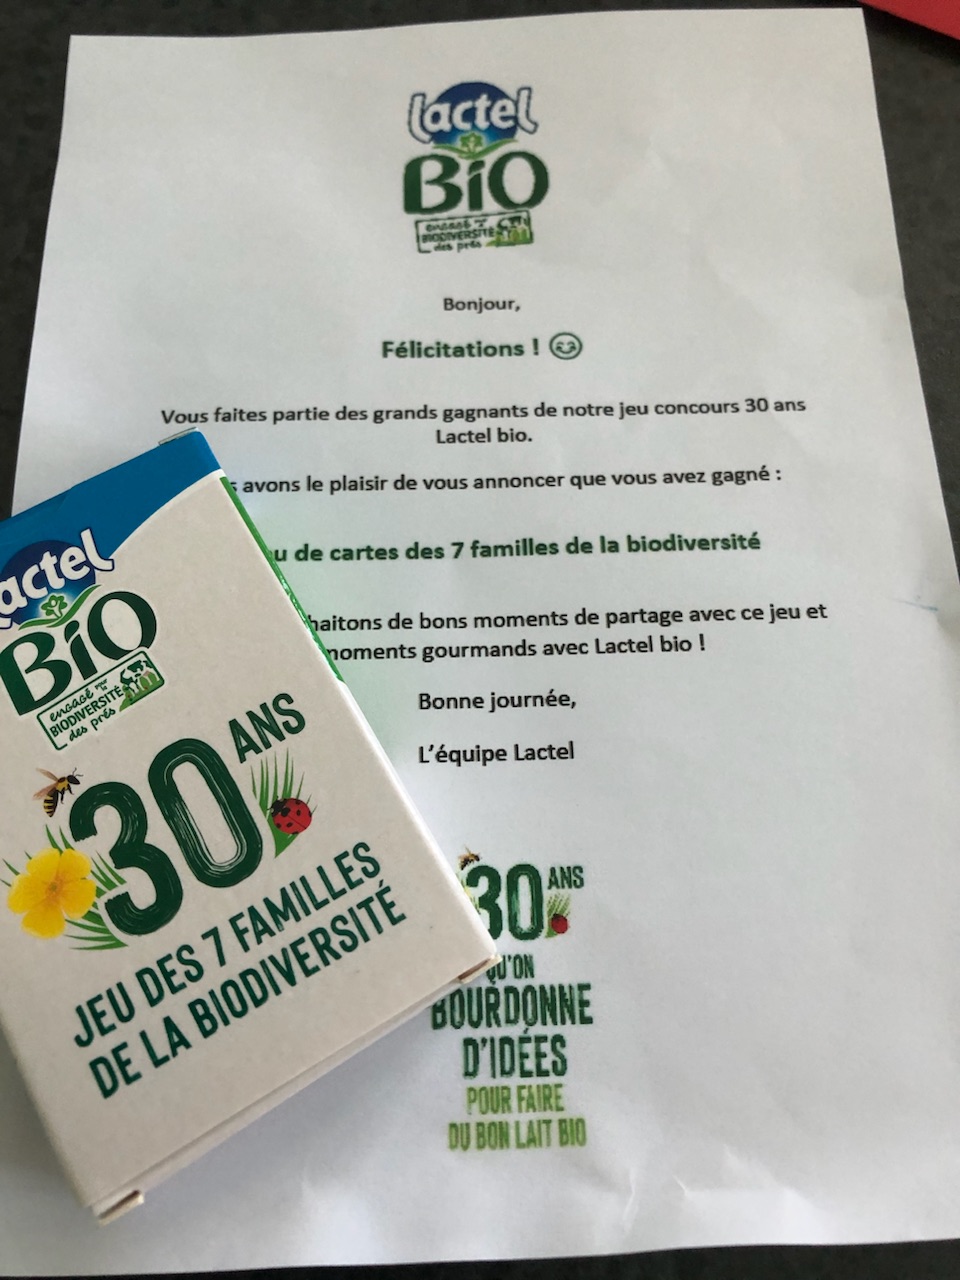 lactel
BiO
engagé pour la
BIODIVERSITÉ
des prés
Bonjour,
Félicitations !
Vous faites partie des grands gagnants de notre jeu concours 30 ans
Lactel bio.
s avons le plaisir de vous annoncer que vous avez gagné :
u de cartes des 7 familles de la biodiversité
haitons de bons moments de partage avec ce jeu et
moments gourmands avec Lactel bio !
Bonne journée,
L'équipe Lactel
30 ANS
QU'ON
BOURDONNE
D'IDÉES
POUR FAIRE
DU BON LAIT BIO
actel
BiO
engagé pour la
BIODIVERSITÉ
des prés
30 ANS
JEU DES 7 FAMILLES
DE LA BIODIVERSITÉ